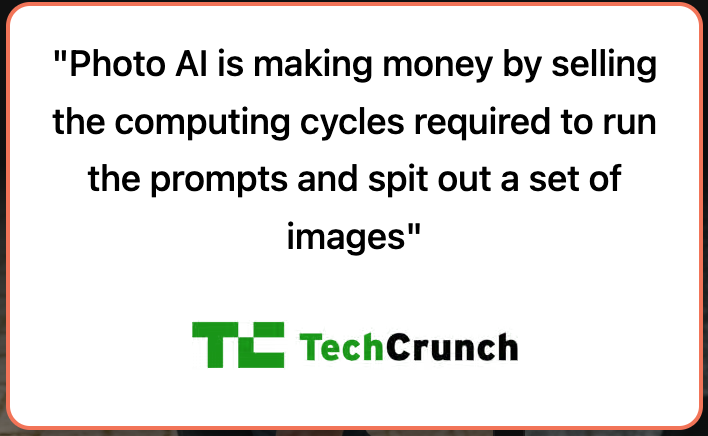 "Photo AI is making money by selling
the computing cycles required to run
the prompts and spit out a set of
images"
TC TechCrunch